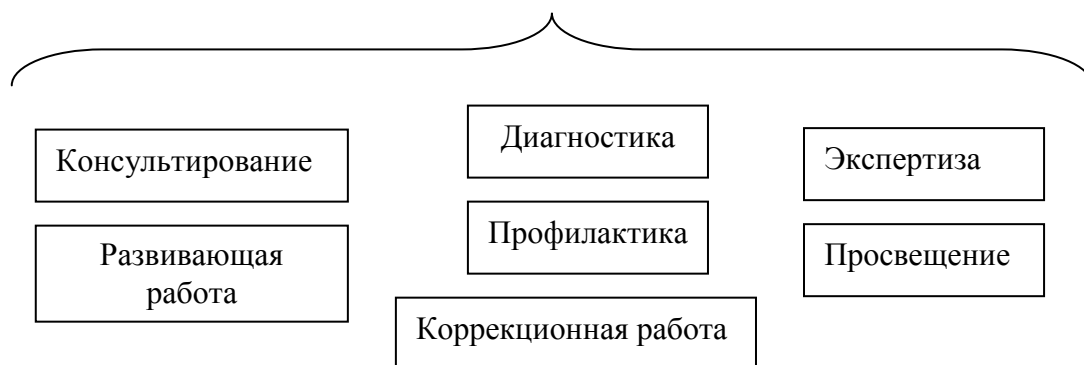 Консультирование
Развивающая
работа
Диагностика
Профилактика
Коррекционная работа
Экспертиза
Просвещение